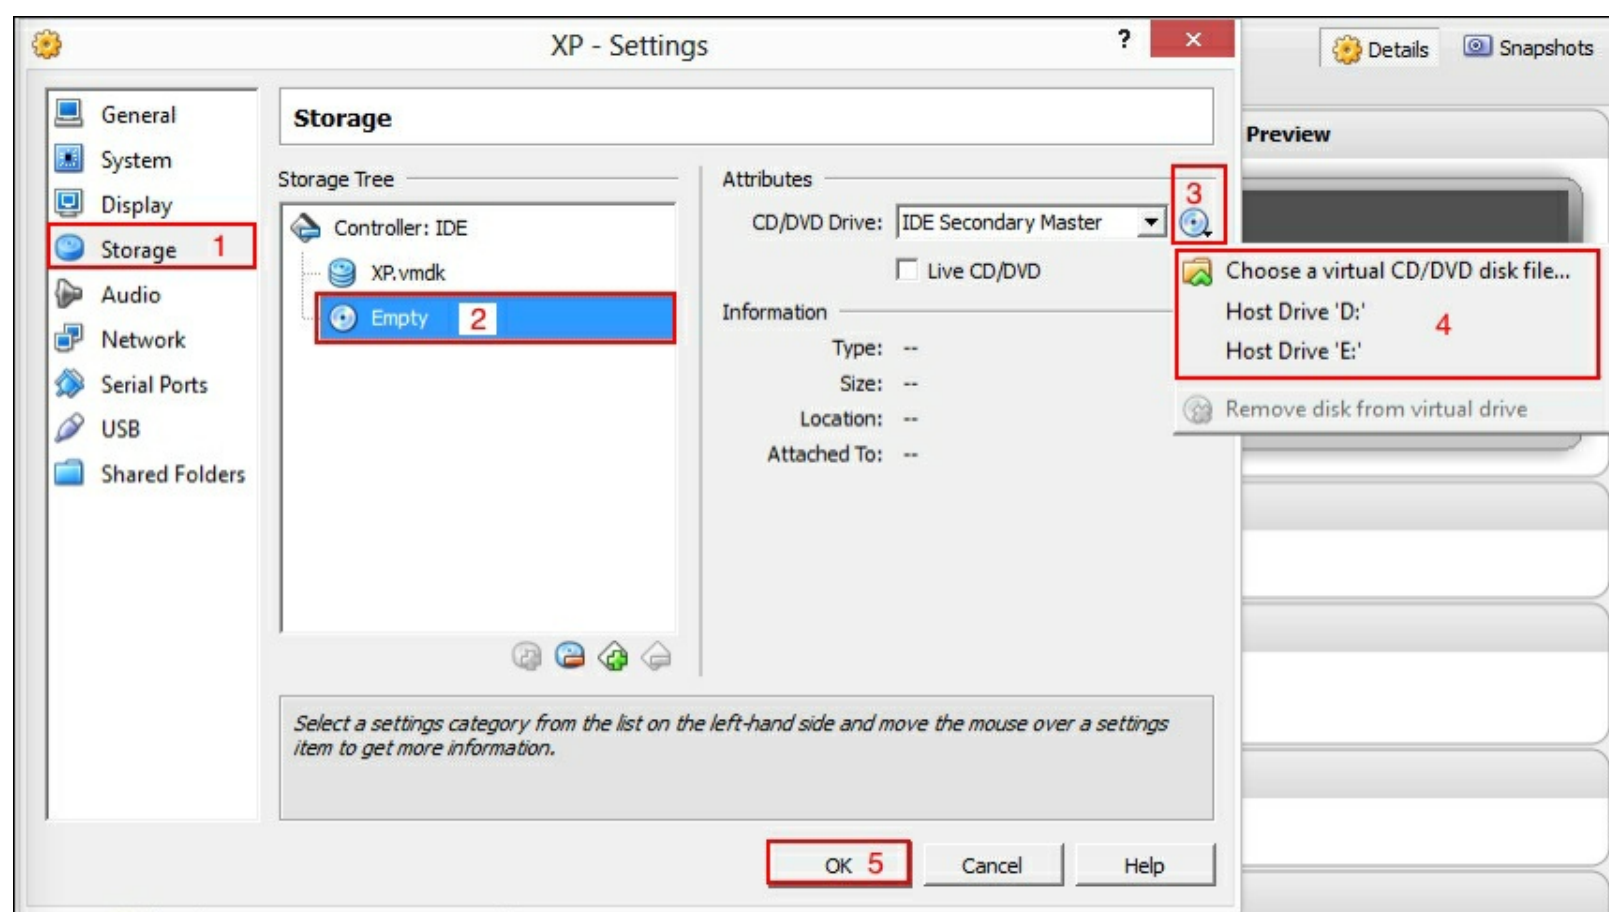 XP - Settings
?
Details
Snapshots
General
System
Display
Storage 1
Audio
Network
Serial Ports
USB
Shared Folders
Storage
Storage Tree
Controller: IDE
XP.vmdk
Empty 2
Attributes
3
CD/DVD Drive: IDE Secondary Master
Live CD/DVD
Information
Type: --
Size: --
Location: --
Attached To: --
Preview
Choose a virtual CD/DVD disk file...
Host Drive 'D:'
4
Host Drive 'E:'
Remove disk from virtual drive
Select a settings category from the list on the left-hand side and move the mouse over a settings
item to get more information.
OK 5
Cancel
Help